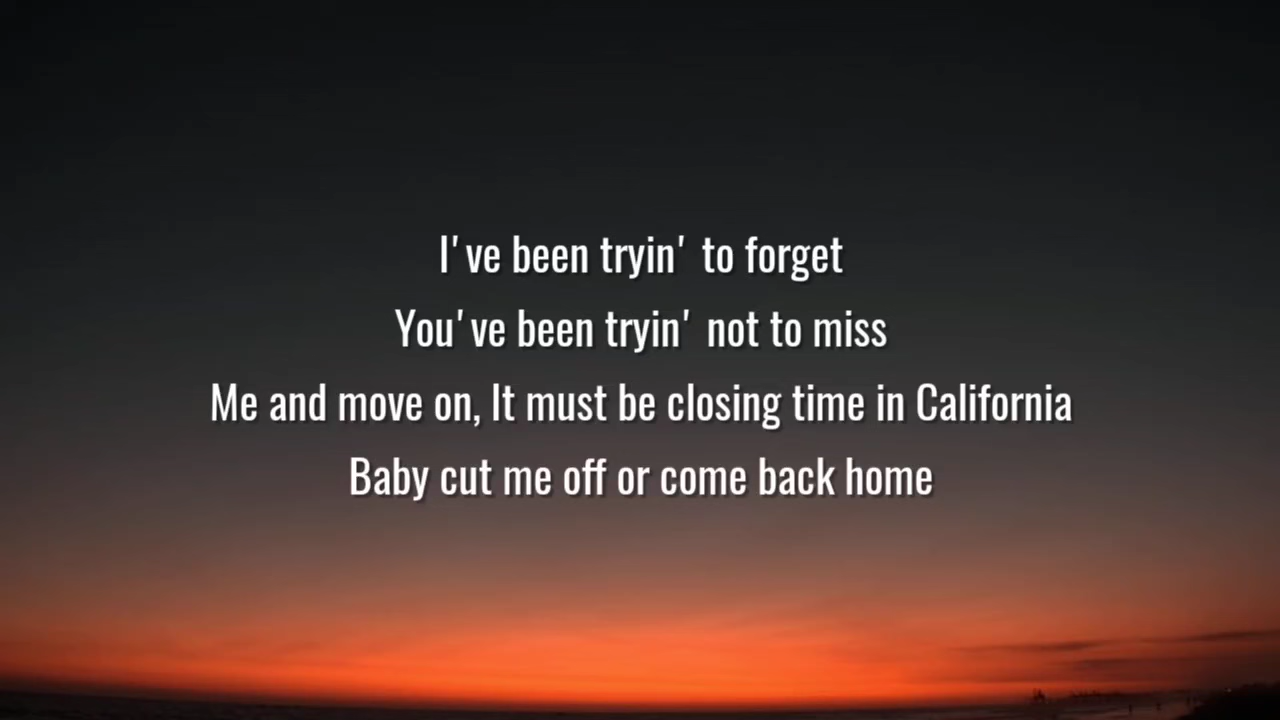 I've been tryin' to forget
You've been tryin' not to miss
Me and move on, It must be closing time in California
Baby cut me off or come back home